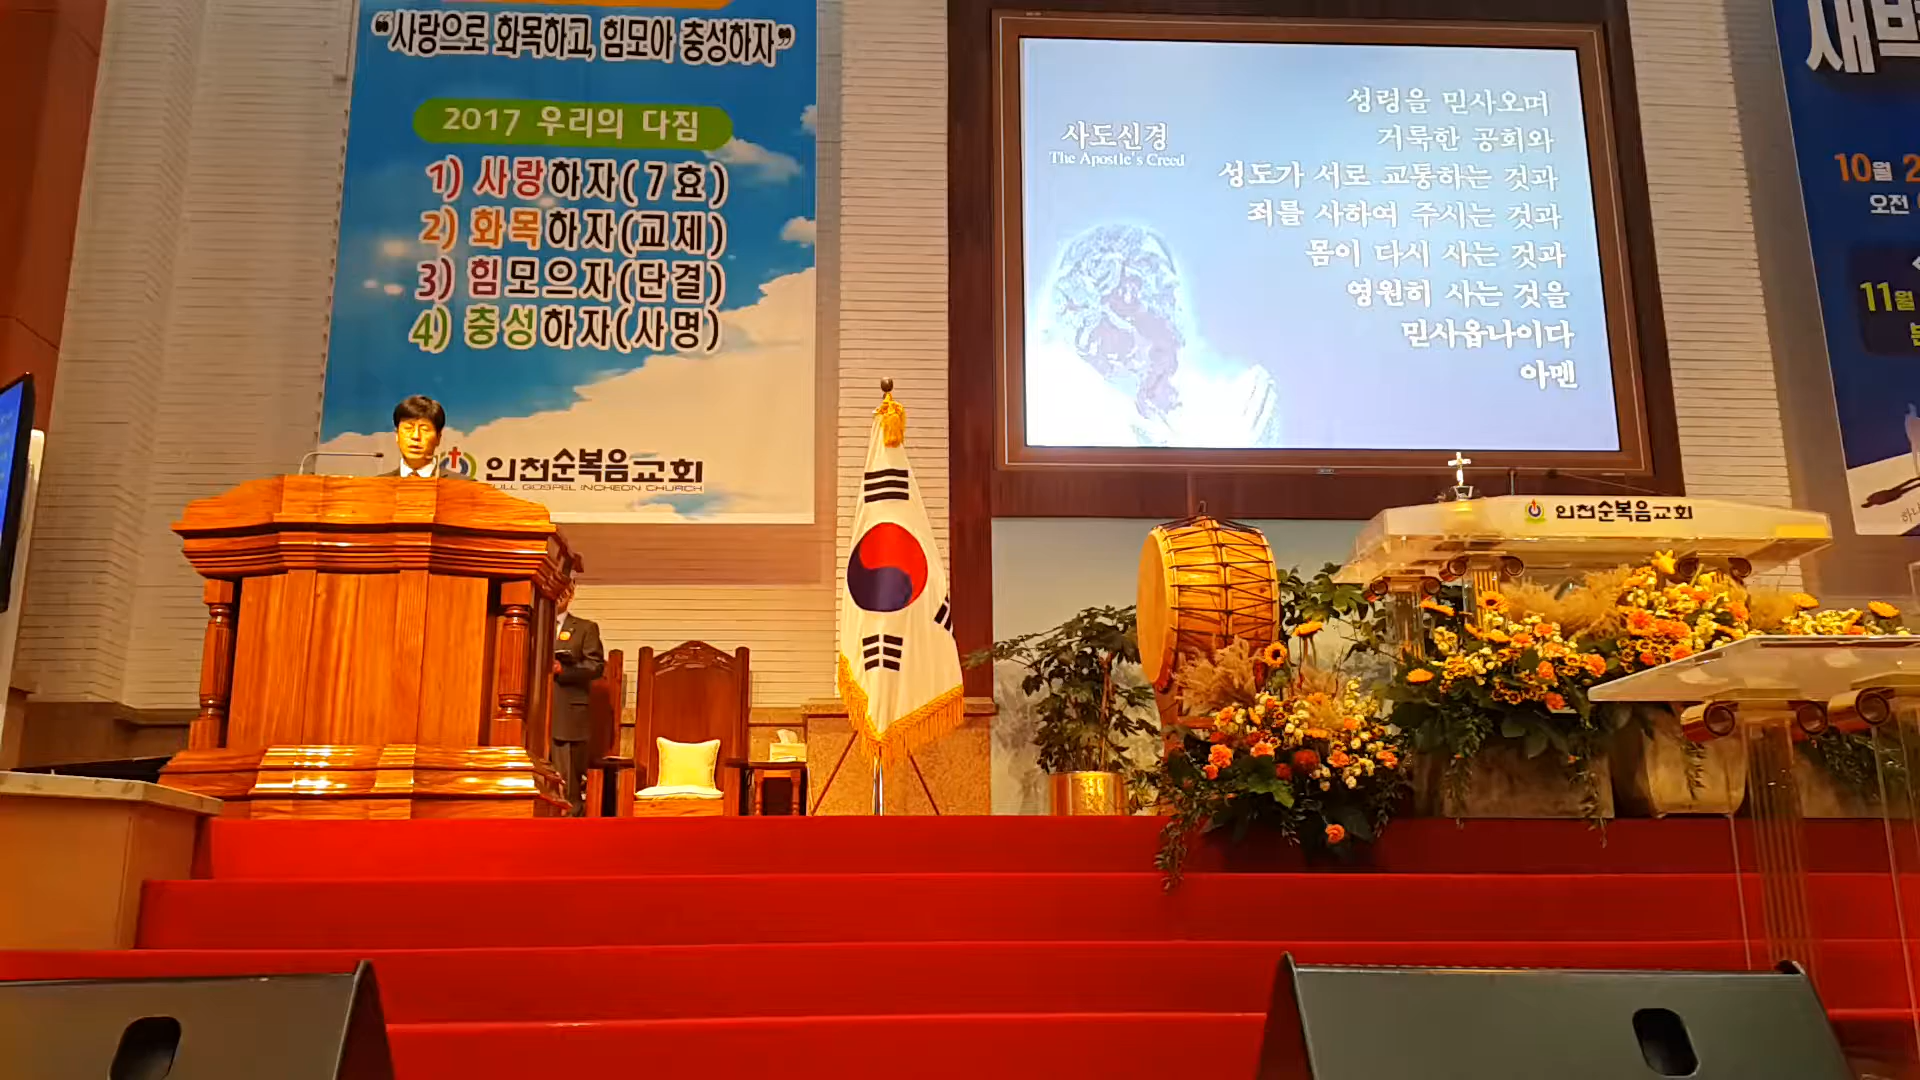 “사랑으로 화목하고, 힘모아 충성하자”
2017 우리의 다짐
1) 사랑하자(7효)
2) 화목하자(교제)
3) 힘모으자(단결)
4) 충성하자(사명)
인천순복음교회
FULL GOSPEL INCHEON CHURCH
사도신경
The Apostle's Creed
성령을 믿사오며
거룩한 공회와
성도가 서로 교통하는 것과
죄를 사하여 주시는 것과
몸이 다시 사는 것과
영원히 사는 것을
믿사옵나이다
아멘
인천순복음교회
10월 2
오전
11월